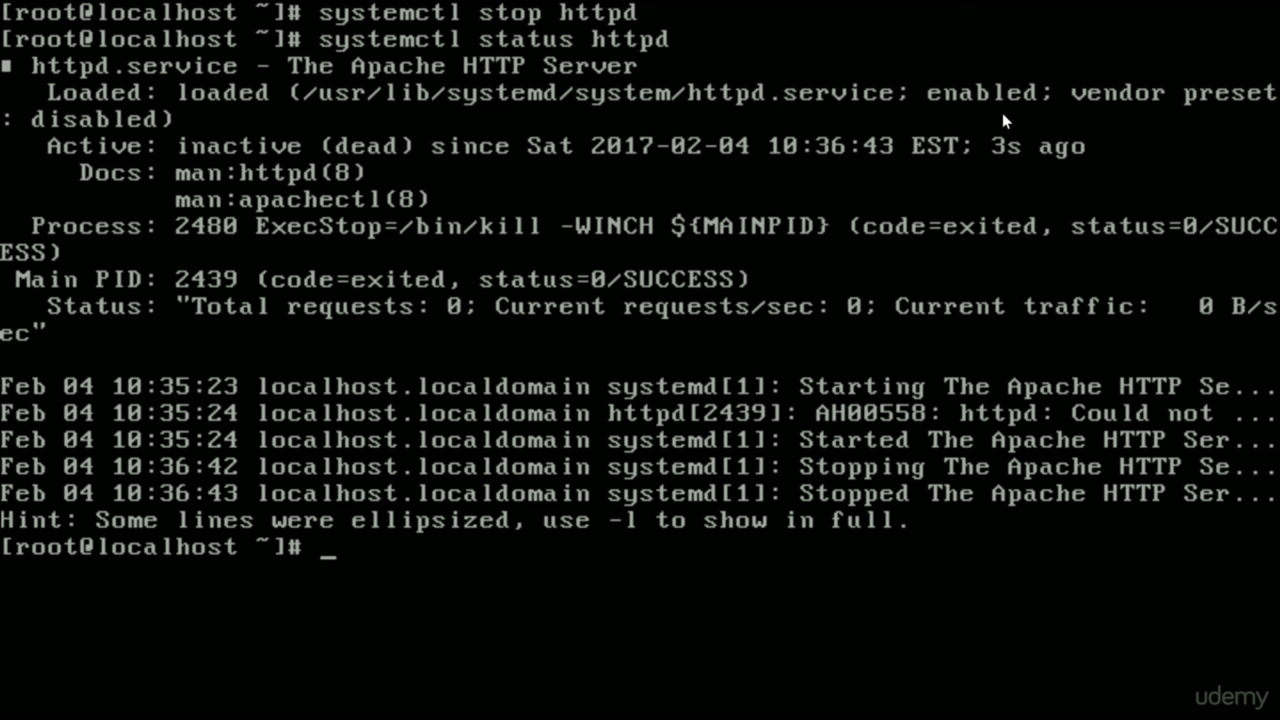 [root@localhost ~]# systemctl stop httpd
[root@localhost ~]# systemctl status httpd
httpd.service - The Apache HTTP Server
   Loaded: loaded (/usr/lib/systemd/system/httpd.service; enabled; vendor preset
: disabled)
   Active: inactive (dead) since Sat 2017-02-04 10:36:43 EST; 3s ago
     Docs: man:httpd(8)
           man:apachectl(8)
  Process: 2480 ExecStop=/bin/kill -WINCH ${MAINPID} (code=exited, status=0/SUCC
ESS)
 Main PID: 2439 (code=exited, status=0/SUCCESS)
   Status: "Total requests: 0; Current requests/sec: 0; Current traffic:   0 B/s
ec"
Feb 04 10:35:23 localhost.localdomain systemd[1]: Starting The Apache HTTP Se...
Feb 04 10:35:24 localhost.localdomain httpd[2439]: AH00558: httpd: Could not ...
Feb 04 10:35:24 localhost.localdomain systemd[1]: Started The Apache HTTP Ser...
Feb 04 10:36:42 localhost.localdomain systemd[1]: Stopping The Apache HTTP Se...
Feb 04 10:36:43 localhost.localdomain systemd[1]: Stopped The Apache HTTP Ser...
Hint: Some lines were ellipsized, use -l to show in full.
[root@localhost ~]# _
udemy